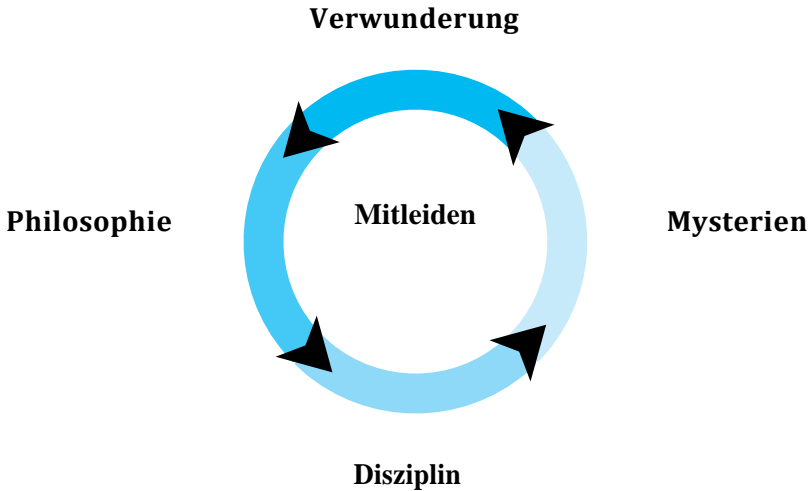 Verwunderung
Mitleiden
Philosophie
Mysterien
Disziplin